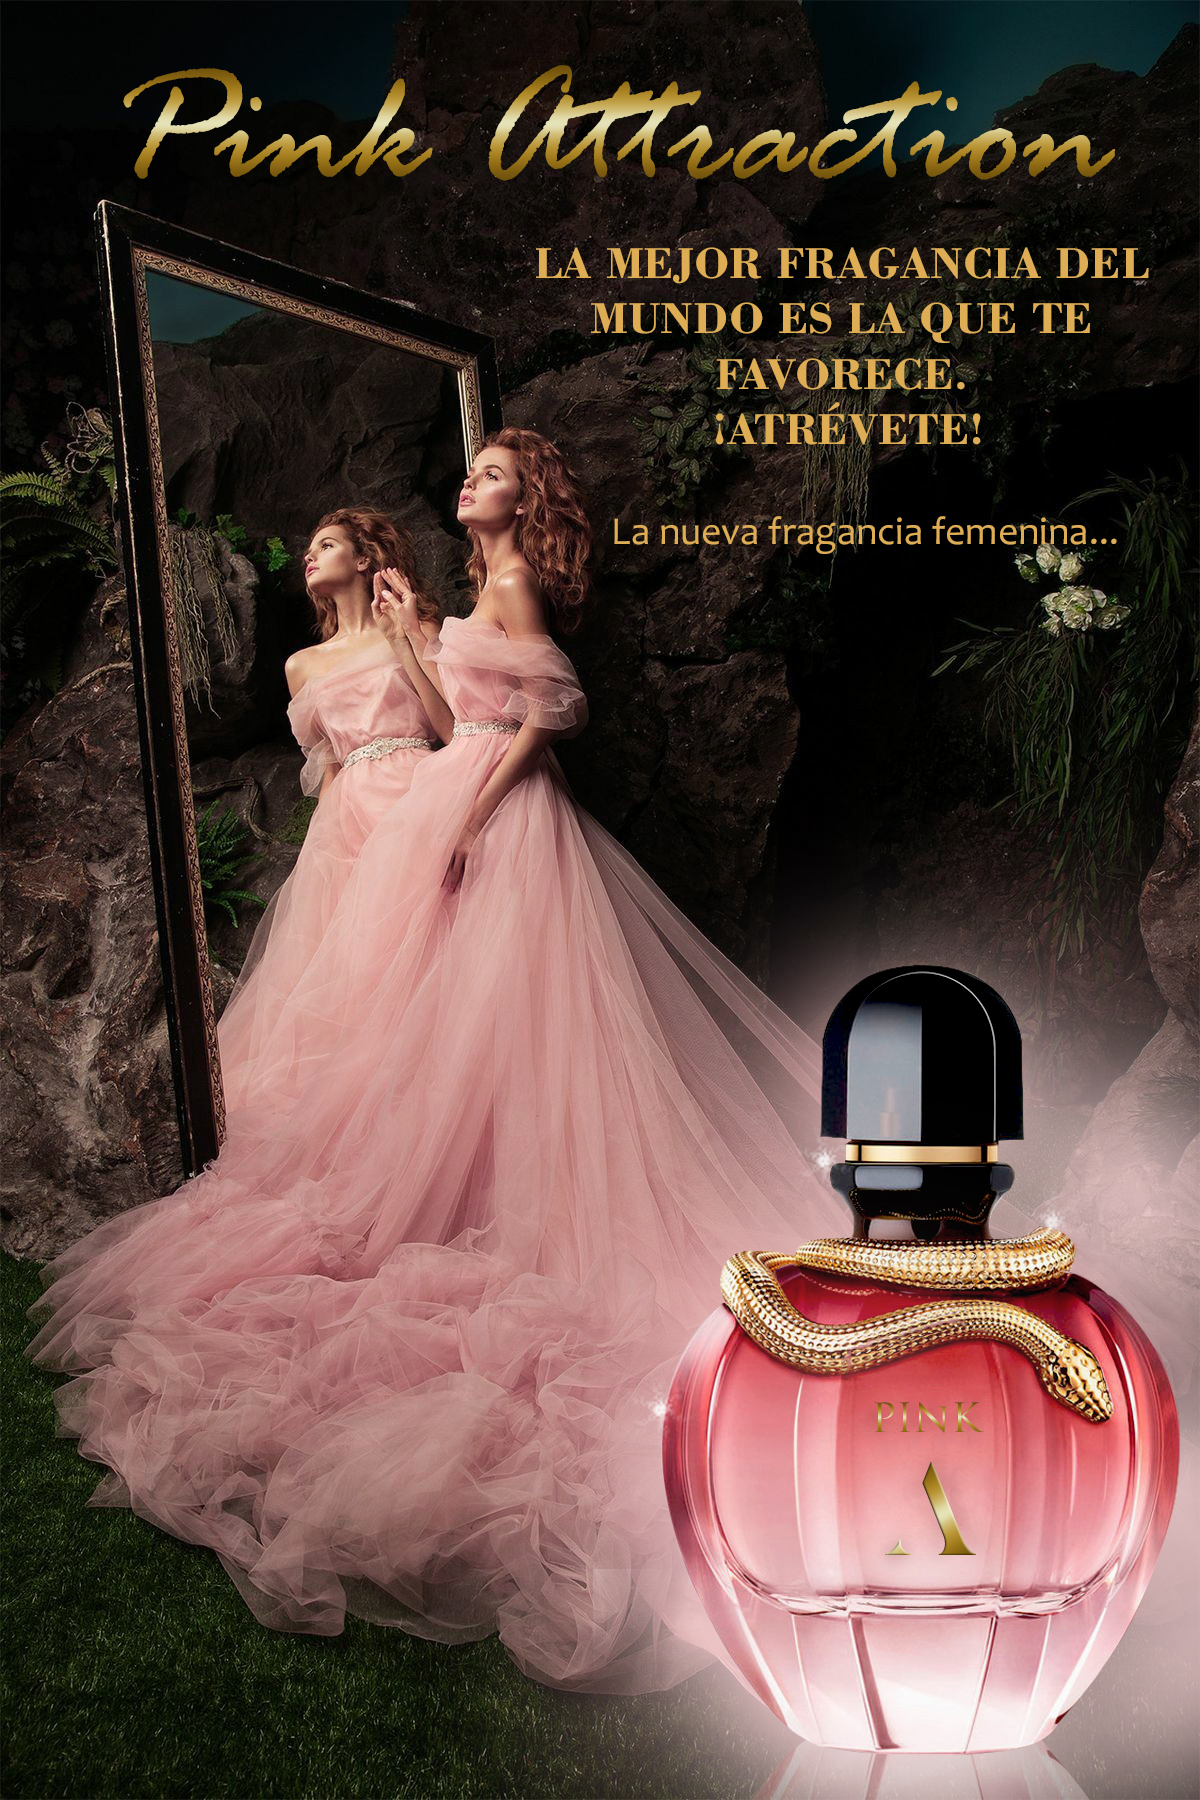 Pink Attraction
LA MEJOR FRAGANCIA DEL
MUNDO ES LA QUE TE
FAVORECE.
¡ATRÉVETE!
La nueva fragancia femenina...
PINK
A